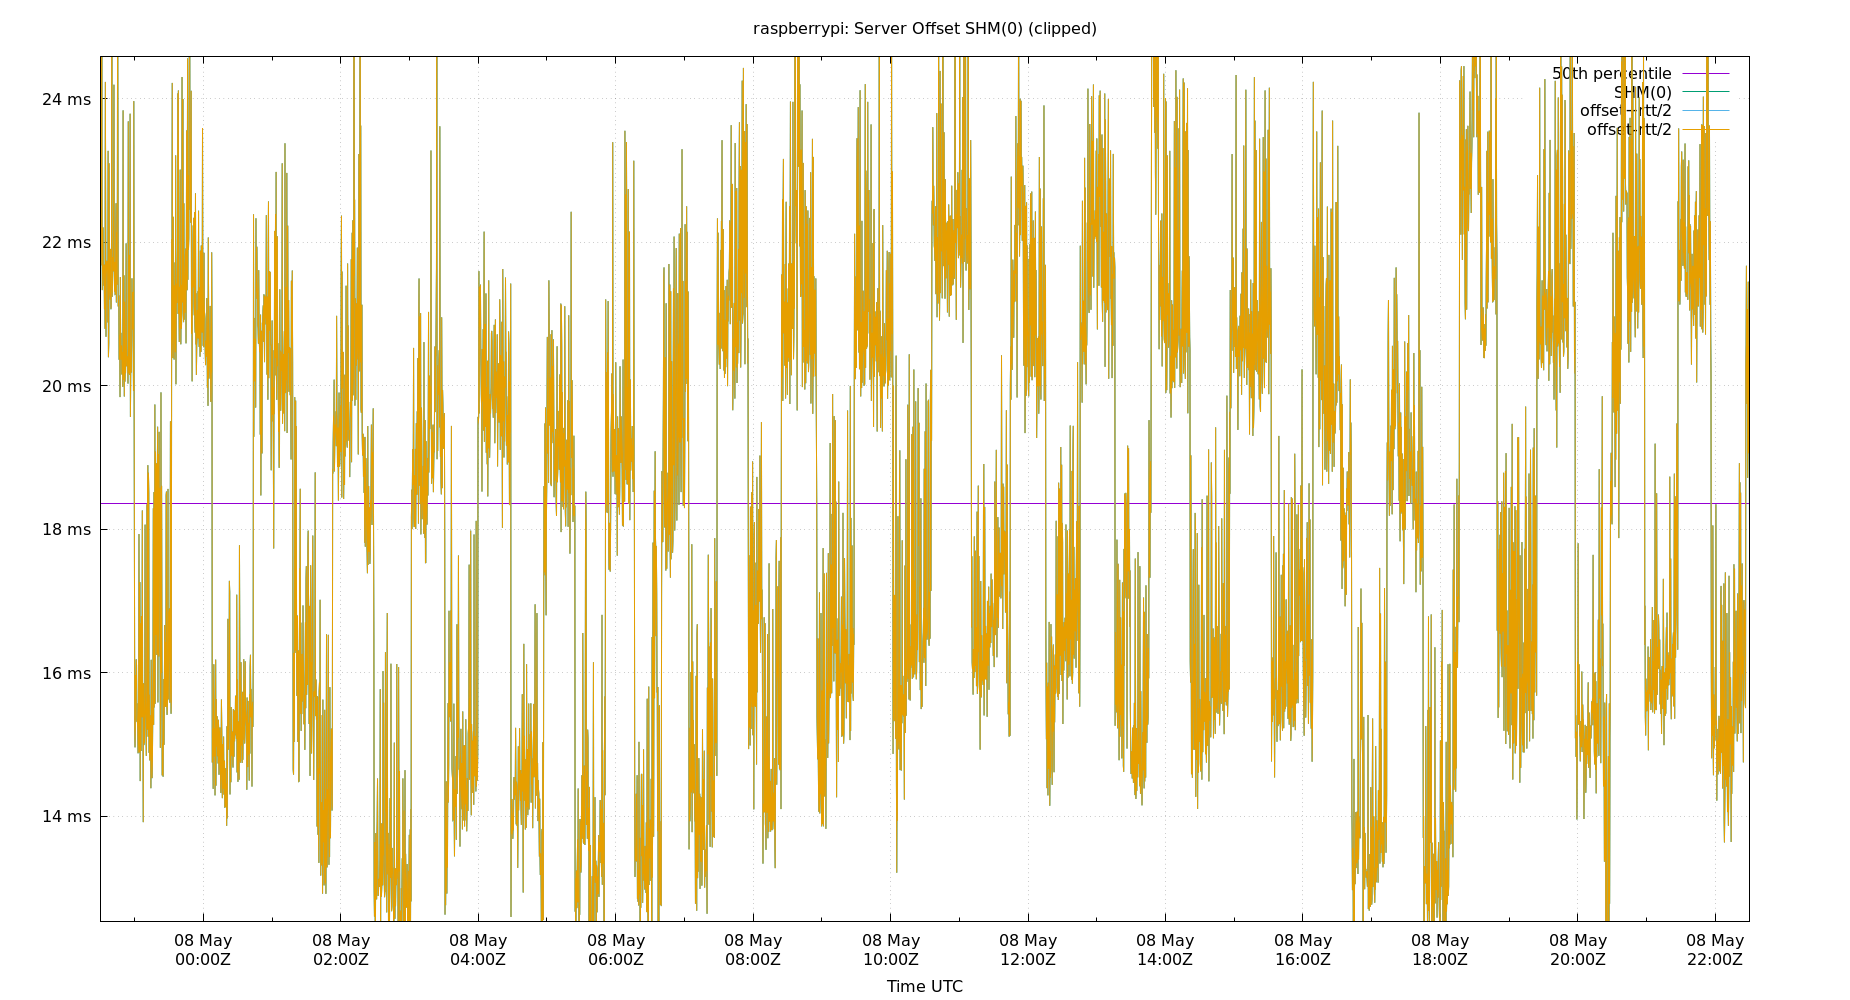 raspberrypi: Server Offset SHM(0) (clipped)
50th percentile
SHM(0)
offset+rtt/2
offset-rtt/2
24 ms
22 ms
20 ms
18 ms
16 ms
14 ms
08 May 08 May 08 May 08 May 08 May 08 May 08 May 08 May 08 May 08 May 08 May 08 May
00:00Z 02:00Z 04:00Z 06:00Z 08:00Z 10:00Z 12:00Z 14:00Z 16:00Z 18:00Z 20:00Z 22:00Z
Time UTC